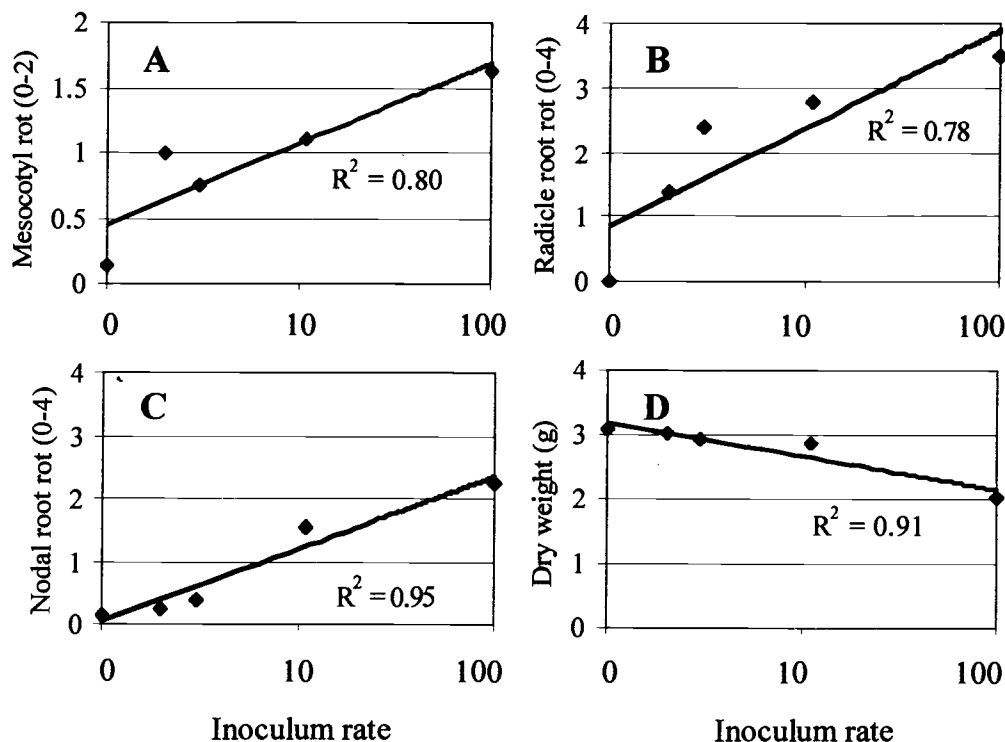 A
Mesocotyl rot (0-2)
2
1.5
1
0.5
0
R² = 0.80
0 10 100
B
Radicle root rot (0-4)
4
3
2
1
0
R² = 0.78
0 10 100
C
Nodal root rot (0-4)
4
3
2
1
0
R² = 0.95
0 10 100
Inoculum rate
D
Dry weight (g)
4
3
2
1
0
R² = 0.91
0 10 100
Inoculum rate